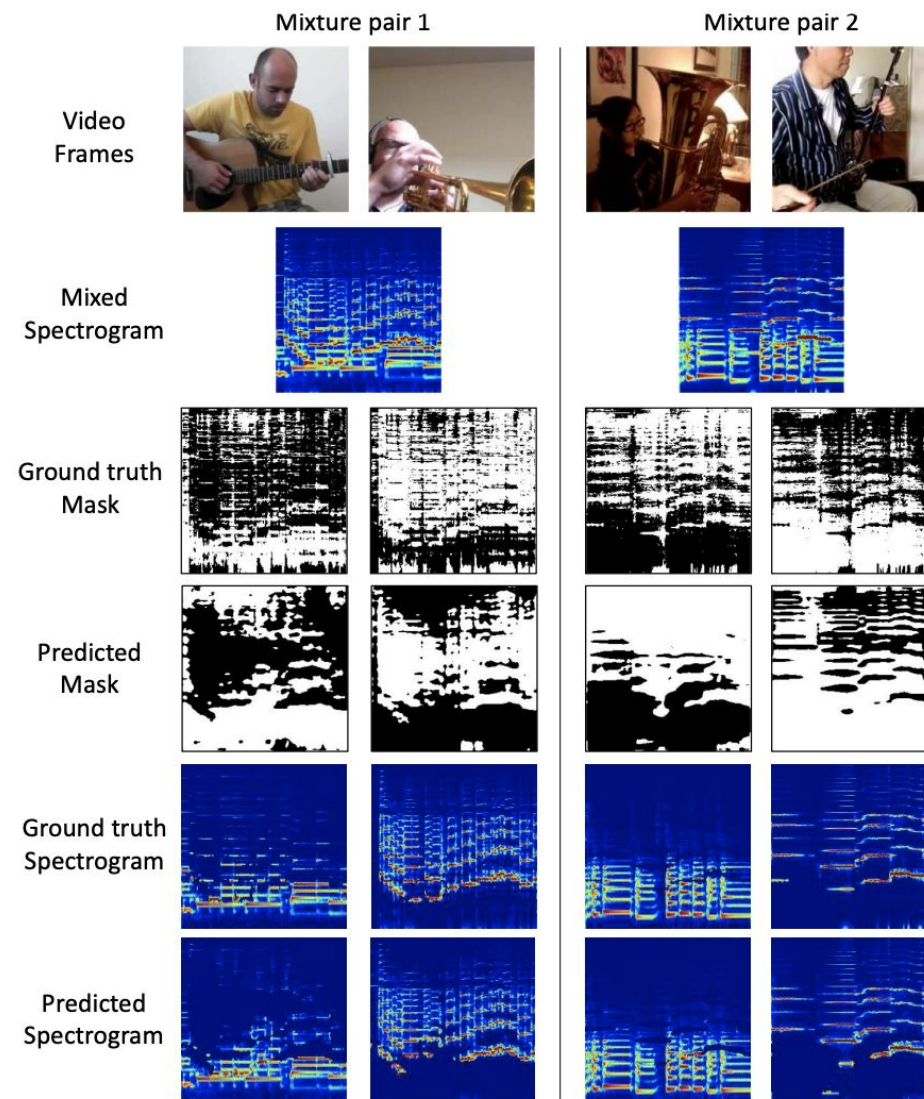 Mixture pair 1
Mixture pair 2
Video
Frames
Mixed
Spectrogram
Ground truth
Mask
Predicted
Mask
Ground truth
Spectrogram
Predicted
Spectrogram